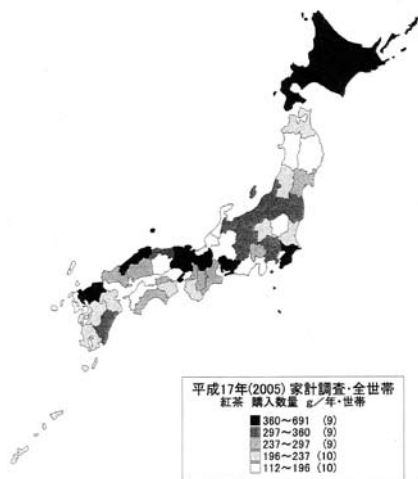 平成17年(2005) 家計調査・全世帯
紅茶 購入数量 g/年・世帯
360~691 (9)
297~360 (9)
237~297 (9)
196~237 (10)
112~196 (10)